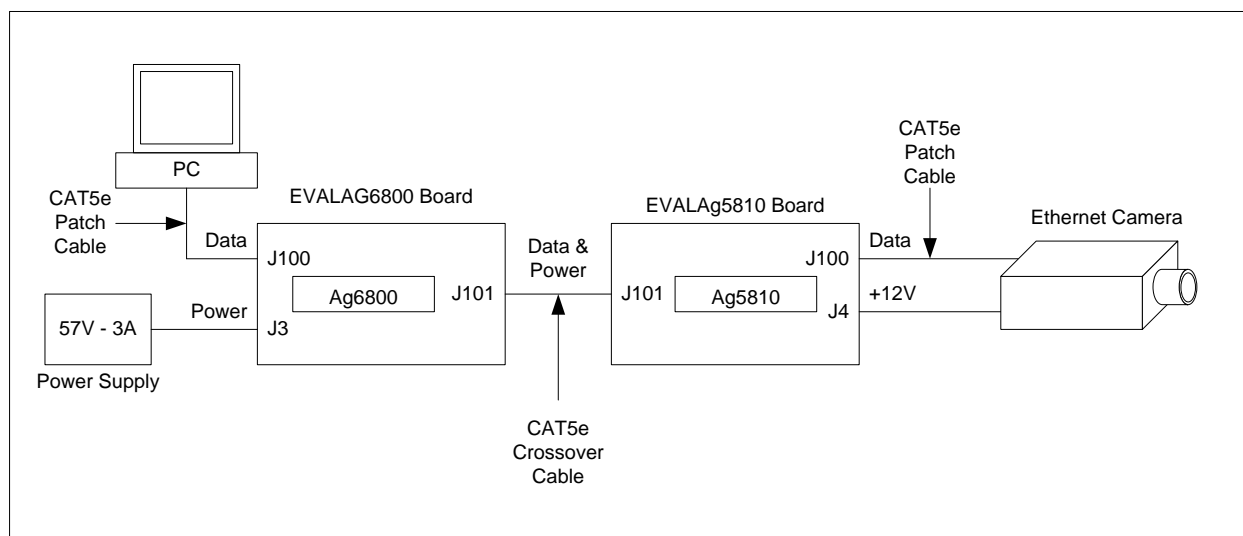 PC
CAT5e
Patch
Cable
EVALAG6800 Board
Data
J100
Ag6800
J101
Power
J3
57V - 3A
Power Supply
Data &
Power
CAT5e
Crossover
Cable
EVALAg5810 Board
J101
Ag5810
J100
J4
Data
+12V
CAT5e
Patch
Cable
Ethernet Camera